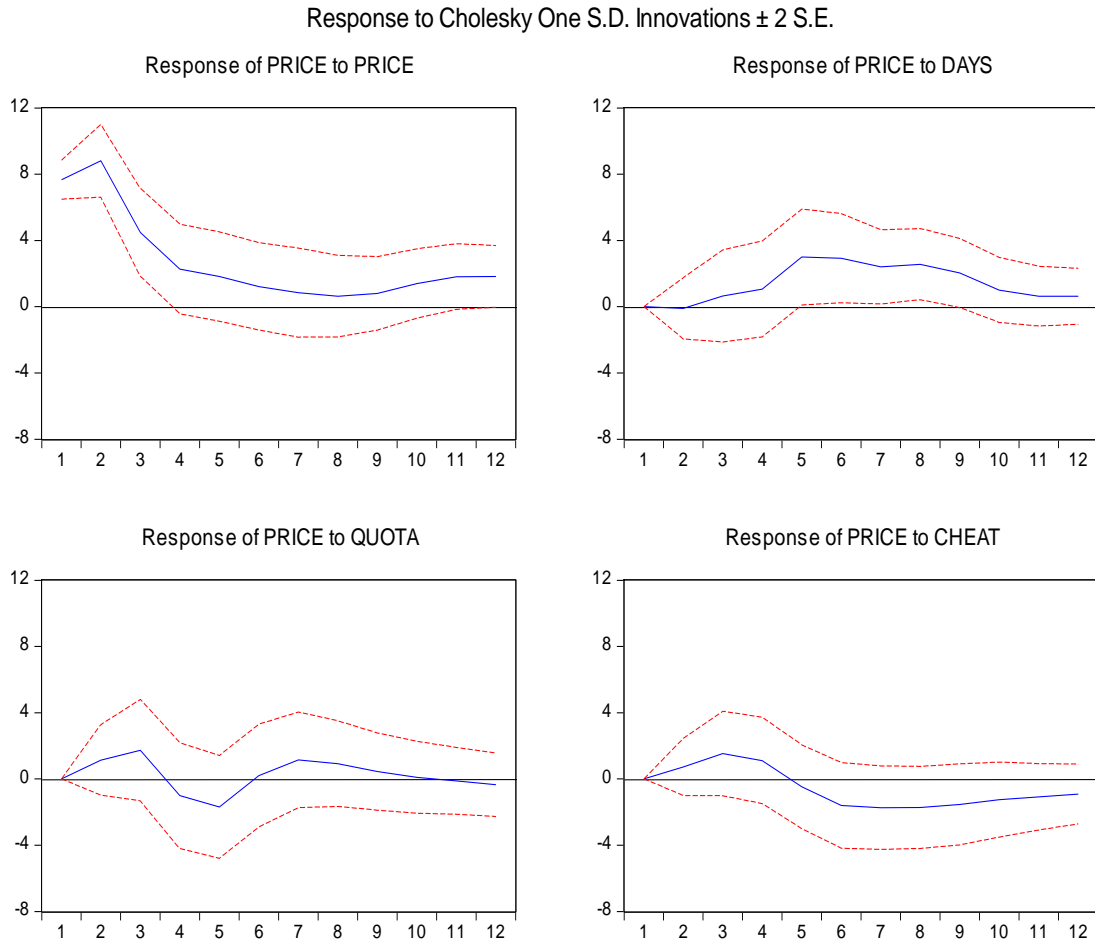 Response to Cholesky One S.D. Innovations ± 2 S.E.
Response of PRICE to PRICE
12
8
4
0
-4
-8
1 2 3 4 5 6 7 8 9 10 11 12
Response of PRICE to DAYS
12
8
4
0
-4
-8
1 2 3 4 5 6 7 8 9 10 11 12
Response of PRICE to QUOTA
12
8
4
0
-4
-8
1 2 3 4 5 6 7 8 9 10 11 12
Response of PRICE to CHEAT
12
8
4
0
-4
-8
1 2 3 4 5 6 7 8 9 10 11 12